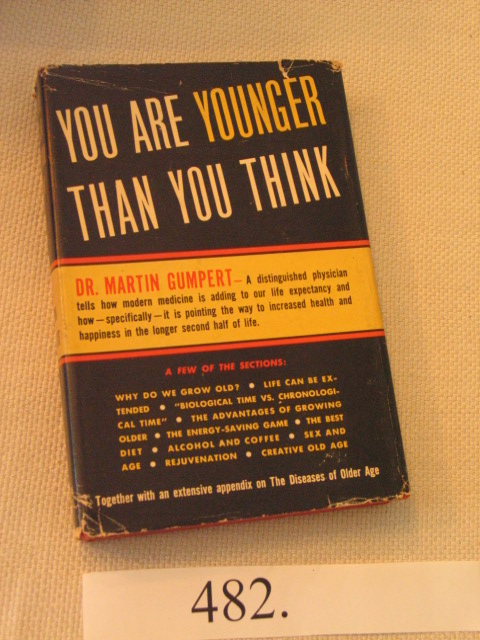 YOU ARE YOUNGER
THAN YOU THINK
DR. MARTIN GUMPERT — A distinguished physician
tells how modern medicine is adding to our life expectancy and
how — specifically — it is pointing the way to increased health and
happiness in the longer second half of life.
A FEW OF THE SECTIONS:
WHY DO WE GROW OLD? • LIFE CAN BE EX-
TENDED • "BIOLOGICAL TIME VS. CHRONOLOGI-
CAL TIME" • THE ADVANTAGES OF GROWING
OLDER • THE ENERGY-SAVING GAME • THE BEST
DIET • ALCOHOL AND COFFEE • SEX AND
AGE • REJUVENATION • CREATIVE OLD AGE
Together with an extensive appendix on The Diseases of Older Age
482.